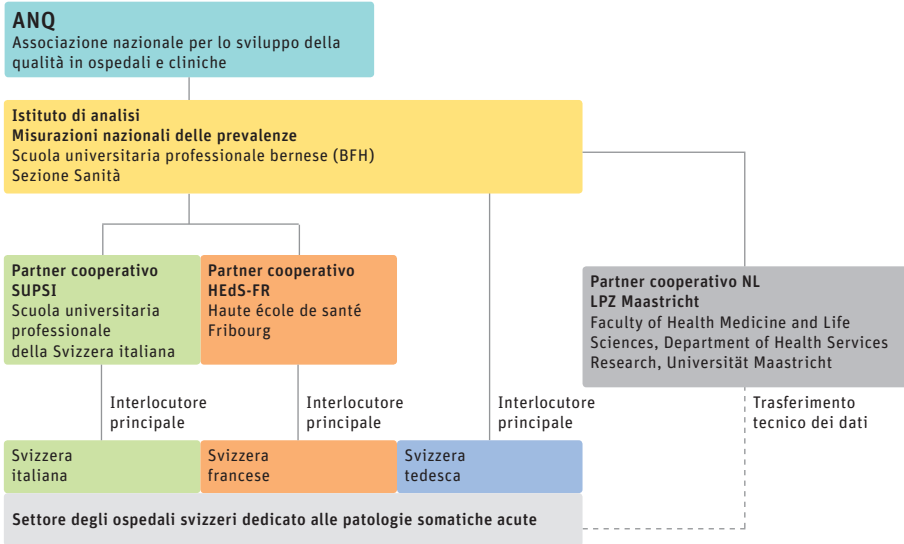 ANQ
Associazione nazionale per lo sviluppo della
qualità in ospedali e cliniche
Istituto di analisi
Misurazioni nazionali delle prevalenze
Scuola universitaria professionale bernese (BFH)
Sezione Sanità
Partner cooperativo
SUPSI
Scuola universitaria
professionale
della Svizzera italiana
Partner cooperativo
HEdS-FR
Haute école de santé
Fribourg
Partner cooperativo NL
LPZ Maastricht
Faculty of Health Medicine and Life
Sciences, Department of Health Services
Research, Universität Maastricht
Interlocutore
principale
Interlocutore
principale
Interlocutore
principale
Trasferimento
tecnico dei dati
Svizzera
italiana
Svizzera
francese
Svizzera
tedesca
Settore degli ospedali svizzeri dedicato alle patologie somatiche acute